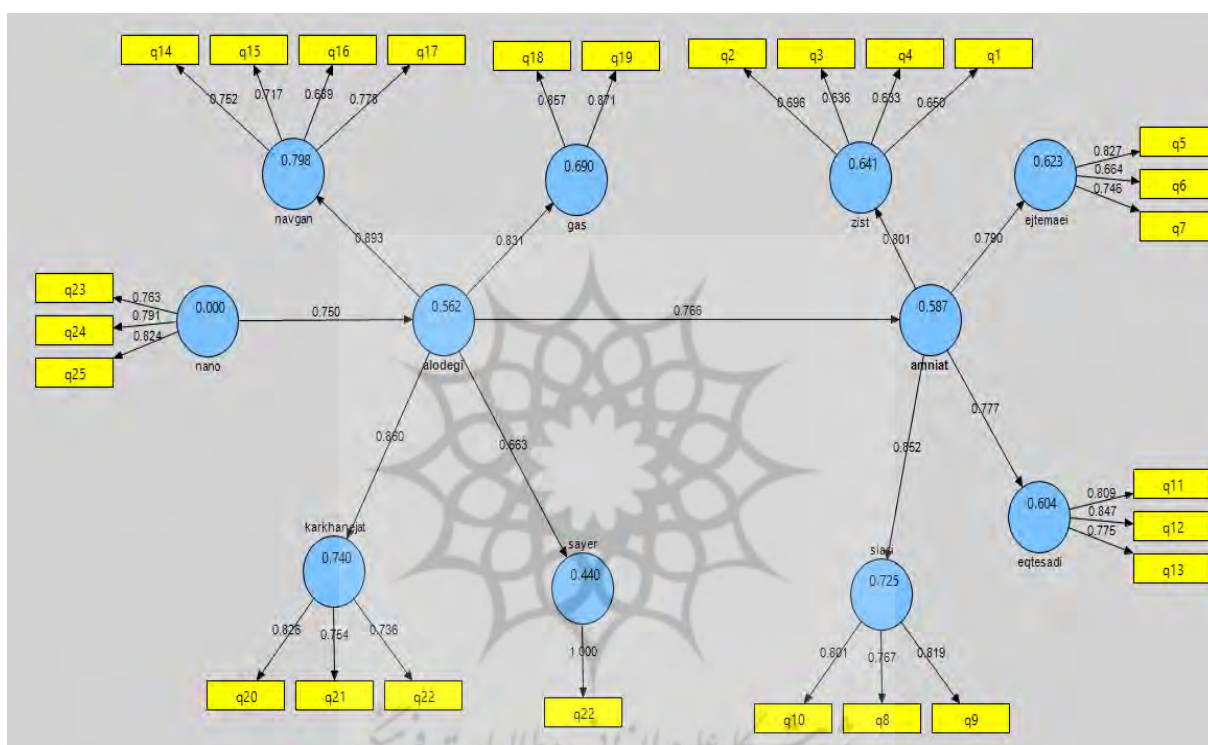 q14 q15 q16 q17 q18 q19 q2 q3 q4 q1
0.752 0.717 0.689 0.778 0.857 0.871 0.696 0.636 0.633 0.650
0.798
navgan
0.690
gas
0.641
zist
0.623
ejtemaei
0.827 q5
0.664 q6
0.746 q7
0.893 0.831 0.801 0.790
q23 0.763
q24 0.791
q25 0.824
0.000
nano
0.750
0.562
alodegi
0.766
0.587
amniat
0.860 0.663 0.852 0.777
karkhanejat
0.740
sayer
0.440
siasi
0.725
0.604
eqtesadi
0.809 q11
0.847 q12
0.775 q13
0.826 0.754 0.736
1.000
0.801 0.767 0.819
q20 q21 q22
q22
q10 q8 q9